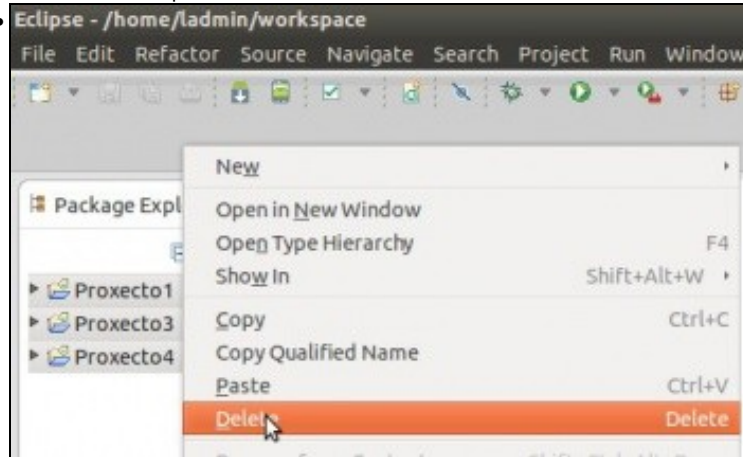 Eclipse - /home/ladmin/workspace
File Edit Refactor Source Navigate Search Project Run Window
New
Package Expl
Open in New Window
Open Type Hierarchy F4
Show In Shift+Alt+W
Proxecto1
Proxecto3
Copy Ctrl+C
Proxecto4
Copy Qualified Name
Paste Ctrl+V
Delete Delete